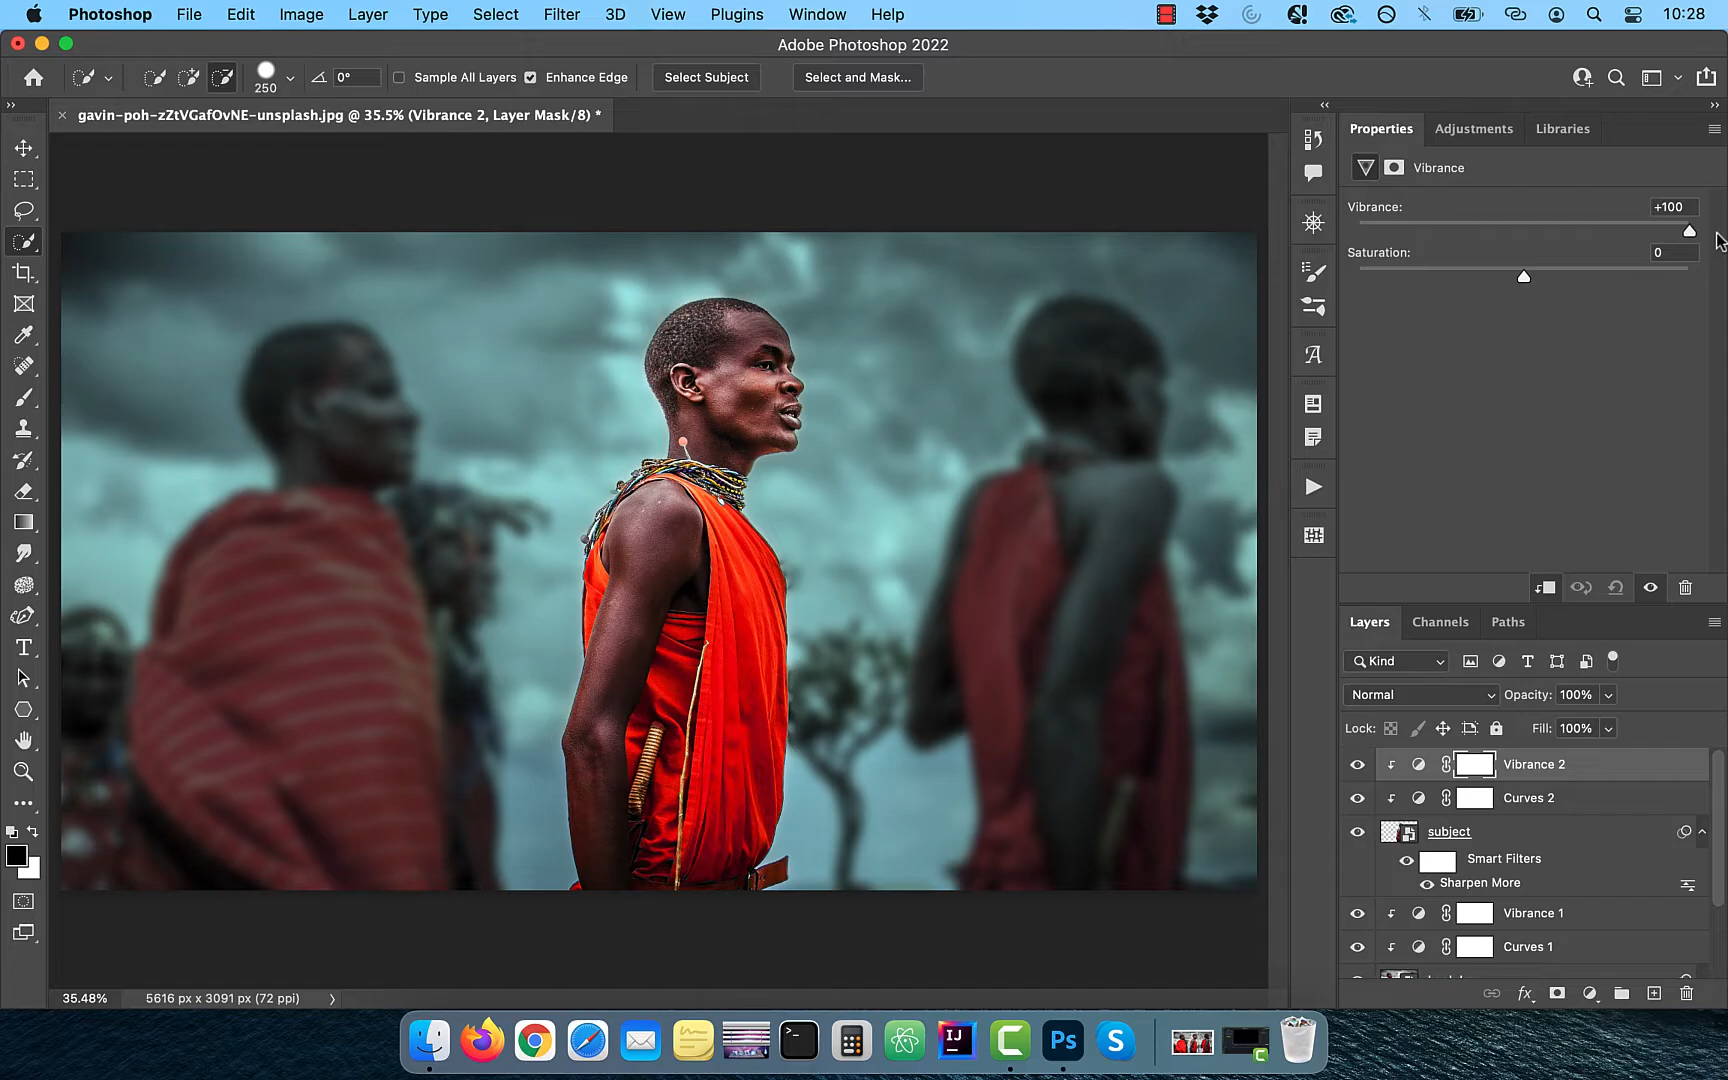 Photoshop File Edit Image Layer Type Select Filter 3D View Plugins Window Help 10:28
Adobe Photoshop 2022
250 0° Sample All Layers Enhance Edge Select Subject Select and Mask...
gavin-poh-zZtVGafOvNE-unsplash.jpg @ 35.5% (Vibrance 2, Layer Mask/8) *
Properties Adjustments Libraries
Vibrance
Vibrance: +100
Saturation: 0
Layers Channels Paths
Kind
Normal Opacity: 100%
Lock: Fill: 100%
Vibrance 2
Curves 2
subject
Smart Filters
Sharpen More
Vibrance 1
Curves 1
fx
35.48% 5616 px x 3091 px (72 ppi)
IJ
Ps